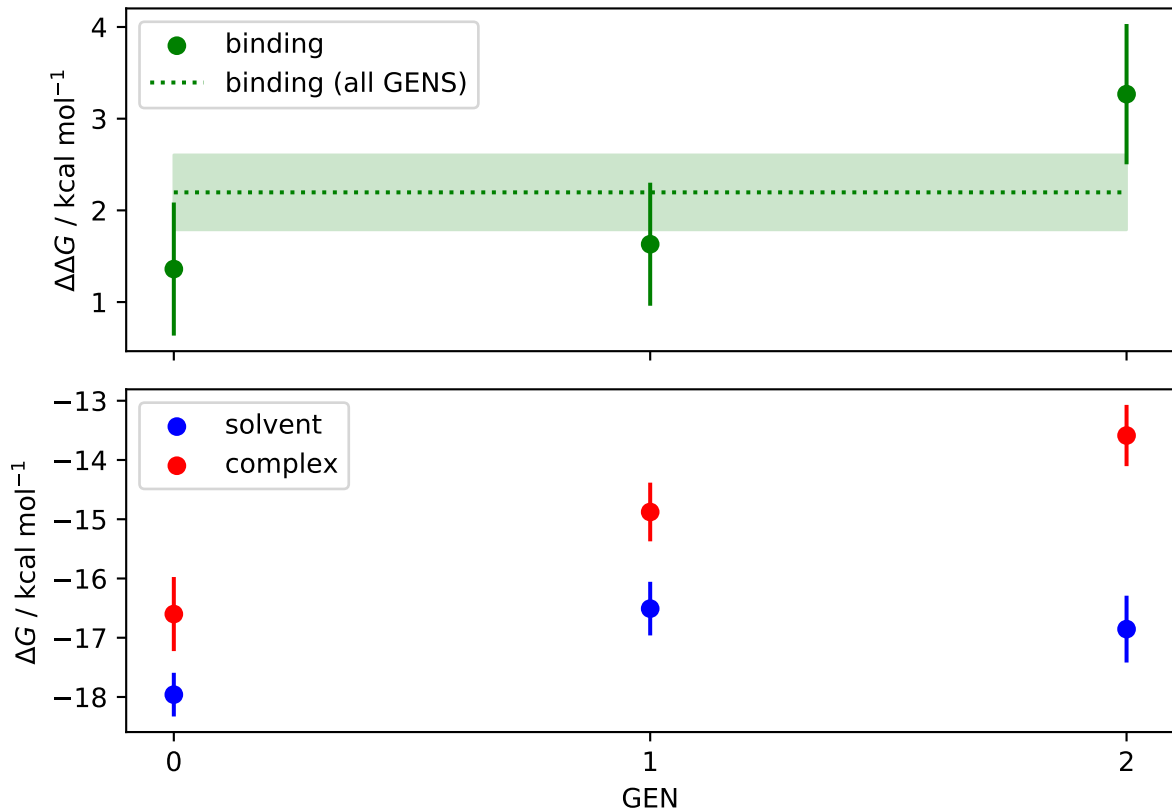 binding
binding (all GENS)
ΔΔG / kcal mol⁻¹
4
3
2
1
solvent
complex
ΔG / kcal mol⁻¹
−13
−14
−15
−16
−17
−18
0
1
2
GEN